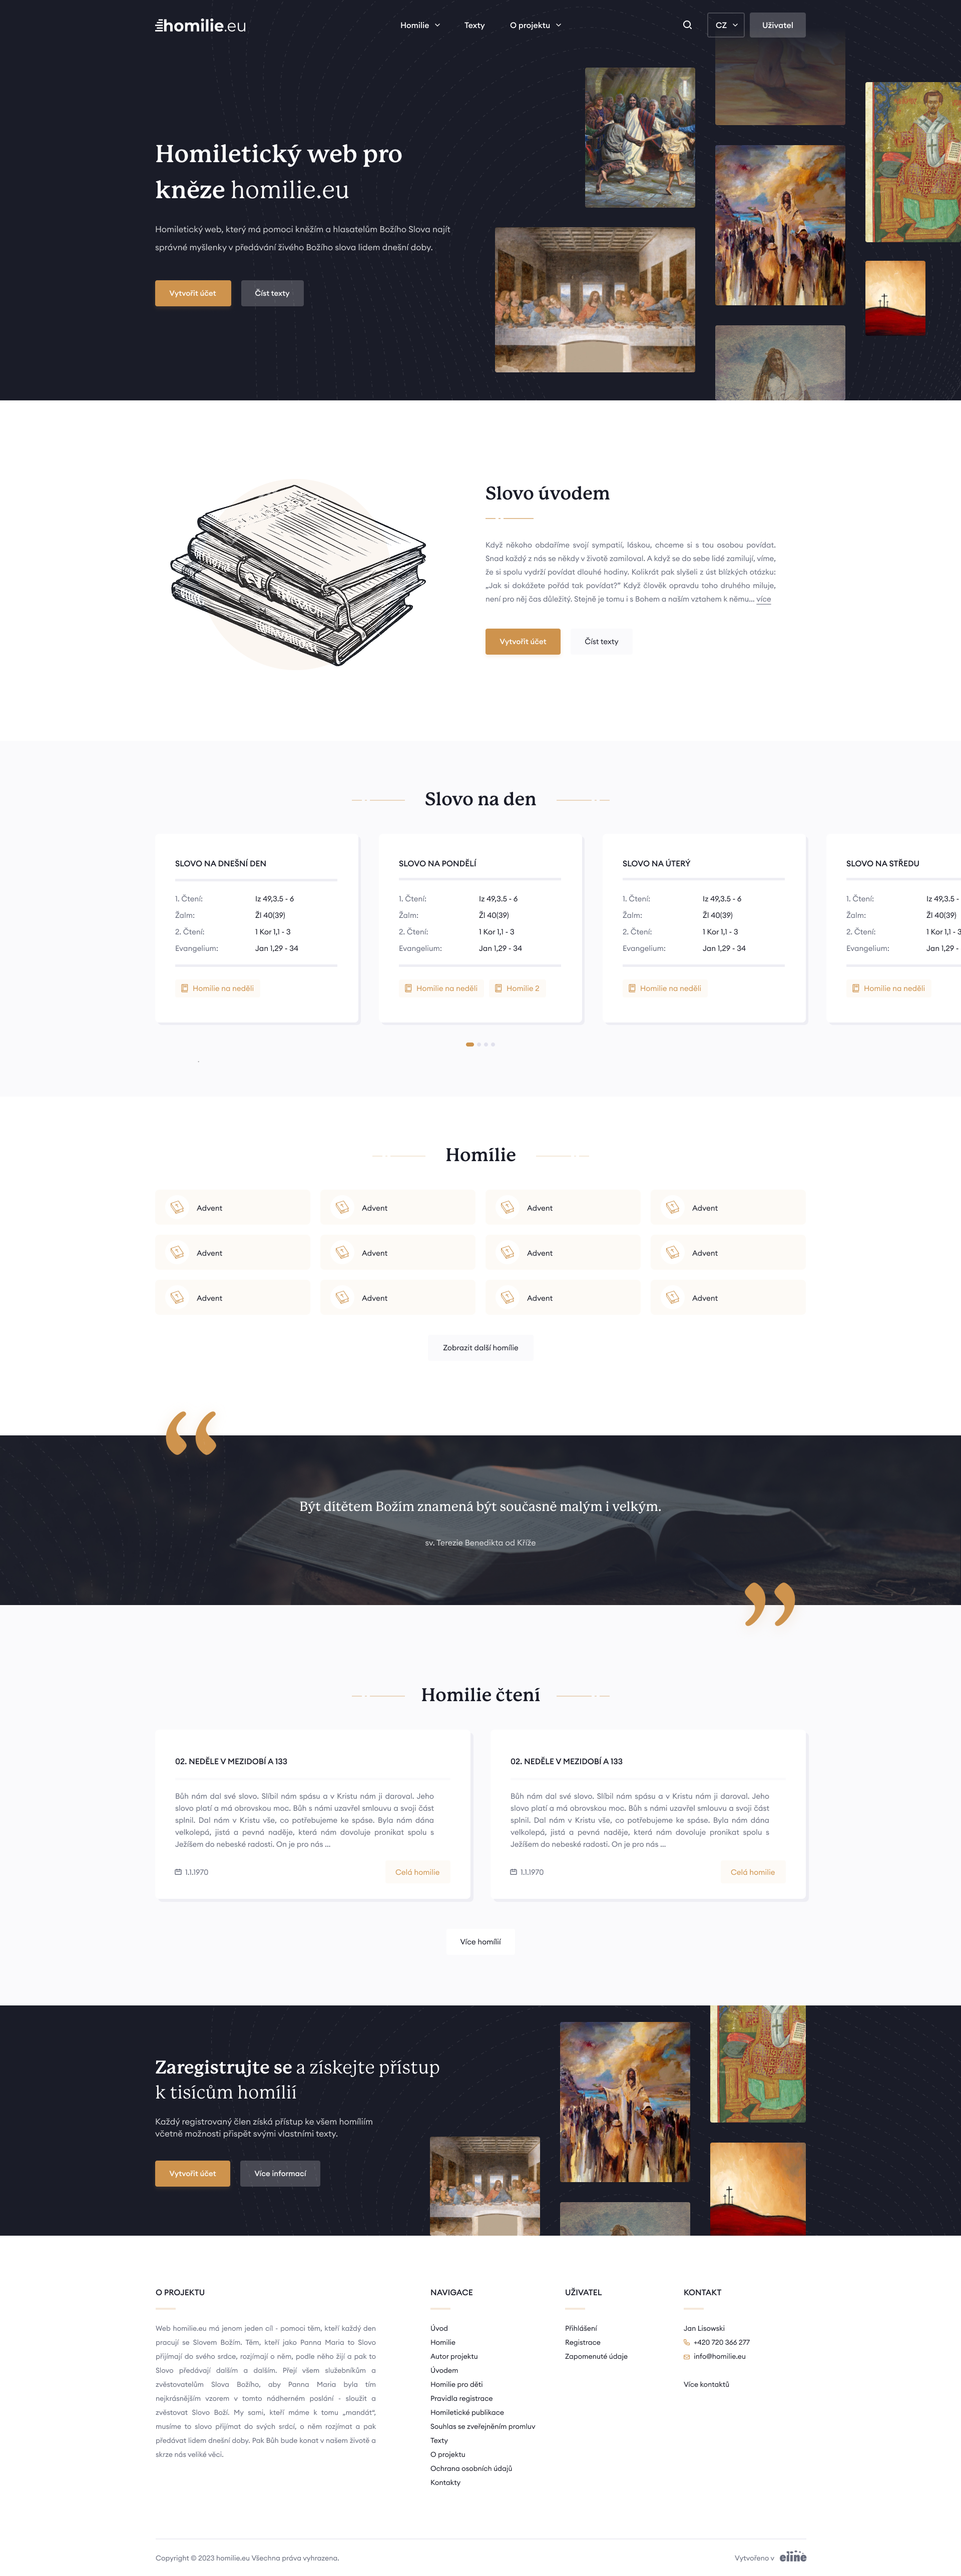 homilie.eu
Homilie
Texty
O projektu
CZ
Uživatel
Homiletický web pro
kněze homilie.eu
Homiletický web, který má pomoci kněžím a hlasatelům Božího Slova najít
správné myšlenky v předávání živého Božího slova lidem dnešní doby.
Vytvořit účet
Číst texty
Slovo úvodem
Když někoho obdaříme svojí sympatií, láskou, chceme si s tou osobou povídat.
Snad každý z nás se někdy v životě zamiloval. A když se do sebe lidé zamilují, víme,
že si spolu vydrží povídat dlouhé hodiny. Kolikrát pak slyšeli z úst blízkých otázku:
„Jak si dokážete pořád tak povídat?" Když člověk opravdu toho druhého miluje,
není pro něj čas důležitý. Stejně je tomu i s Bohem a naším vztahem k němu... více
Vytvořit účet
Číst texty
Slovo na den
SLOVO NA DNEŠNÍ DEN
1. Čtení: Iz 49,3.5 - 6
Žalm: Žl 40(39)
2. Čtení: 1 Kor 1,1 - 3
Evangelium: Jan 1,29 - 34
Homilie na neděli
SLOVO NA PONDĚLÍ
1. Čtení: Iz 49,3.5 - 6
Žalm: Žl 40(39)
2. Čtení: 1 Kor 1,1 - 3
Evangelium: Jan 1,29 - 34
Homilie na neděli
Homilie 2
SLOVO NA ÚTERÝ
1. Čtení: Iz 49,3.5 - 6
Žalm: Žl 40(39)
2. Čtení: 1 Kor 1,1 - 3
Evangelium: Jan 1,29 - 34
Homilie na neděli
SLOVO NA STŘEDU
1. Čtení: Iz 49,3.5 -
Žalm: Žl 40(39)
2. Čtení: 1 Kor 1,1 - 3
Evangelium: Jan 1,29 -
Homilie na neděli
Homílie
Advent
Advent
Advent
Advent
Advent
Advent
Advent
Advent
Advent
Advent
Advent
Advent
Zobrazit další homílie
“
Být dítětem Božím znamená být současně malým i velkým.
sv. Terezie Benedikta od Kříže
”
Homilie čtení
02. NEDĚLE V MEZIDOBÍ A 133
Bůh nám dal své slovo. Slíbil nám spásu a v Kristu nám ji daroval. Jeho
slovo platí a má obrovskou moc. Bůh s námi uzavřel smlouvu a svoji část
splnil. Dal nám v Kristu vše, co potřebujeme ke spáse. Byla nám dána
velkolepá, jistá a pevná naděje, která nám dovoluje pronikat spolu s
Ježíšem do nebeské radosti. On je pro nás ...
1.1.1970
Celá homilie
02. NEDĚLE V MEZIDOBÍ A 133
Bůh nám dal své slovo. Slíbil nám spásu a v Kristu nám ji daroval. Jeho
slovo platí a má obrovskou moc. Bůh s námi uzavřel smlouvu a svoji část
splnil. Dal nám v Kristu vše, co potřebujeme ke spáse. Byla nám dána
velkolepá, jistá a pevná naděje, která nám dovoluje pronikat spolu s
Ježíšem do nebeské radosti. On je pro nás ...
1.1.1970
Celá homilie
Více homílií
Zaregistrujte se a získejte přístup
k tisícům homílií
Každý registrovaný člen získá přístup ke všem homíliím
včetně možnosti přispět svými vlastními texty.
Vytvořit účet
Více informací
O PROJEKTU
Web homilie.eu má jenom jeden cíl - pomoci těm, kteří každý den
pracují se Slovem Božím. Těm, kteří jako Panna Maria to Slovo
přijímají do svého srdce, rozjímají o něm, podle něho žijí a pak to
Slovo předávají dalším a dalším. Přeji všem služebníkům a
zvěstovatelům Slova Božího, aby Panna Maria byla tím
nejkrásnějším vzorem v tomto nádherném poslání - sloužit a
zvěstovat Slovo Boží. My sami, kteří máme k tomu „mandát",
musíme to slovo přijímat do svých srdcí, o něm rozjímat a pak
předávat lidem dnešní doby. Pak Bůh bude konat v našem životě a
skrze nás veliké věci.
NAVIGACE
Úvod
Homilie
Autor projektu
Úvodem
Homilie pro děti
Pravidla registrace
Homiletické publikace
Souhlas se zveřejněním promluv
Texty
O projektu
Ochrana osobních údajů
Kontakty
UŽIVATEL
Přihlášení
Registrace
Zapomenuté údaje
KONTAKT
Jan Lisowski
+420 720 366 277
info@homilie.eu
Více kontaktů
Copyright © 2023 homilie.eu Všechna práva vyhrazena.
Vytvořeno v eline